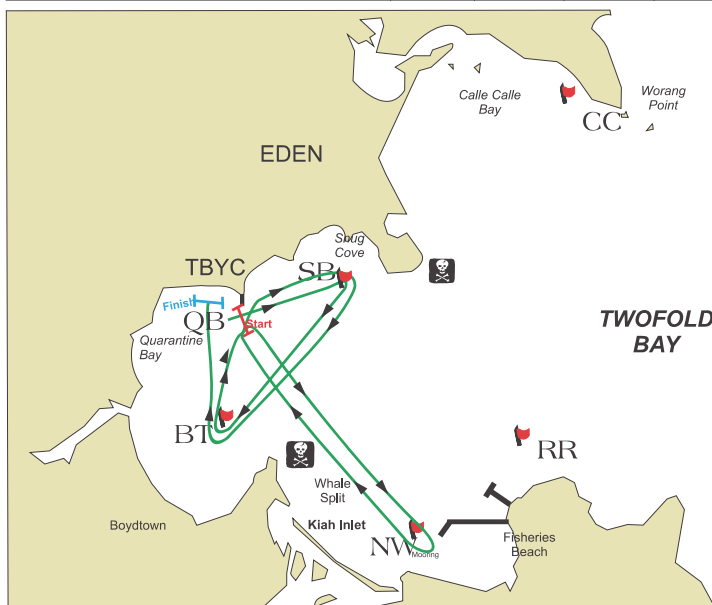 Calle Calle
Bay
Worang
Point
CC
EDEN
Snug
Cove
TBYC
SB
Finish
QB
Start
TWOFOLD
BAY
Quarantine
Bay
BT
RR
Whale
Split
Boydtown
Kiah Inlet
NW
Mooring
Fisheries
Beach